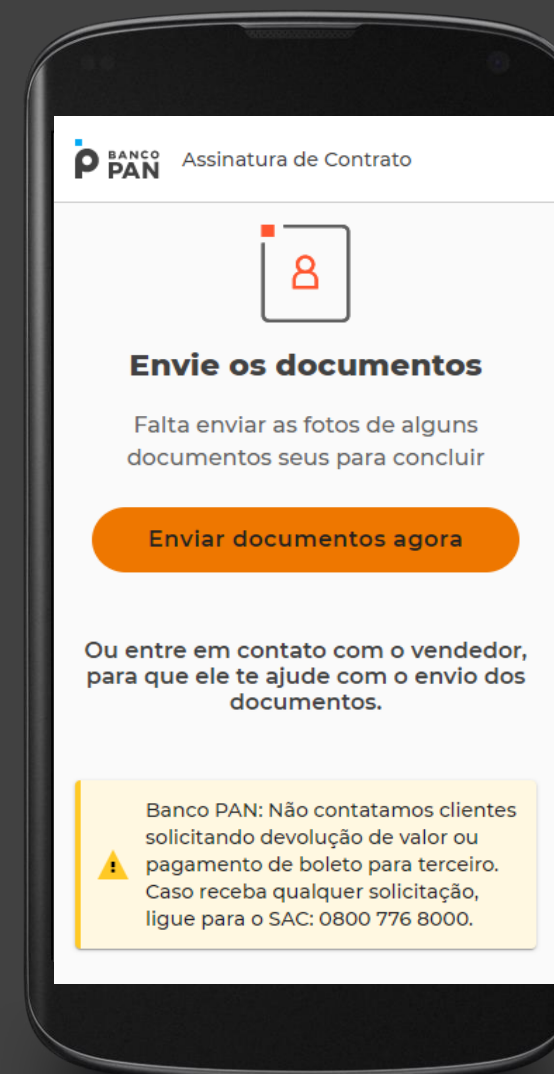 BANCO
PAN
Assinatura de Contrato
Envie os documentos
Falta enviar as fotos de alguns
documentos seus para concluir
Enviar documentos agora
Ou entre em contato com o vendedor,
para que ele te ajude com o envio dos
documentos.
Banco PAN: Não contatamos clientes
solicitando devolução de valor ou
pagamento de boleto para terceiro.
Caso receba qualquer solicitação,
ligue para o SAC: 0800 776 8000.